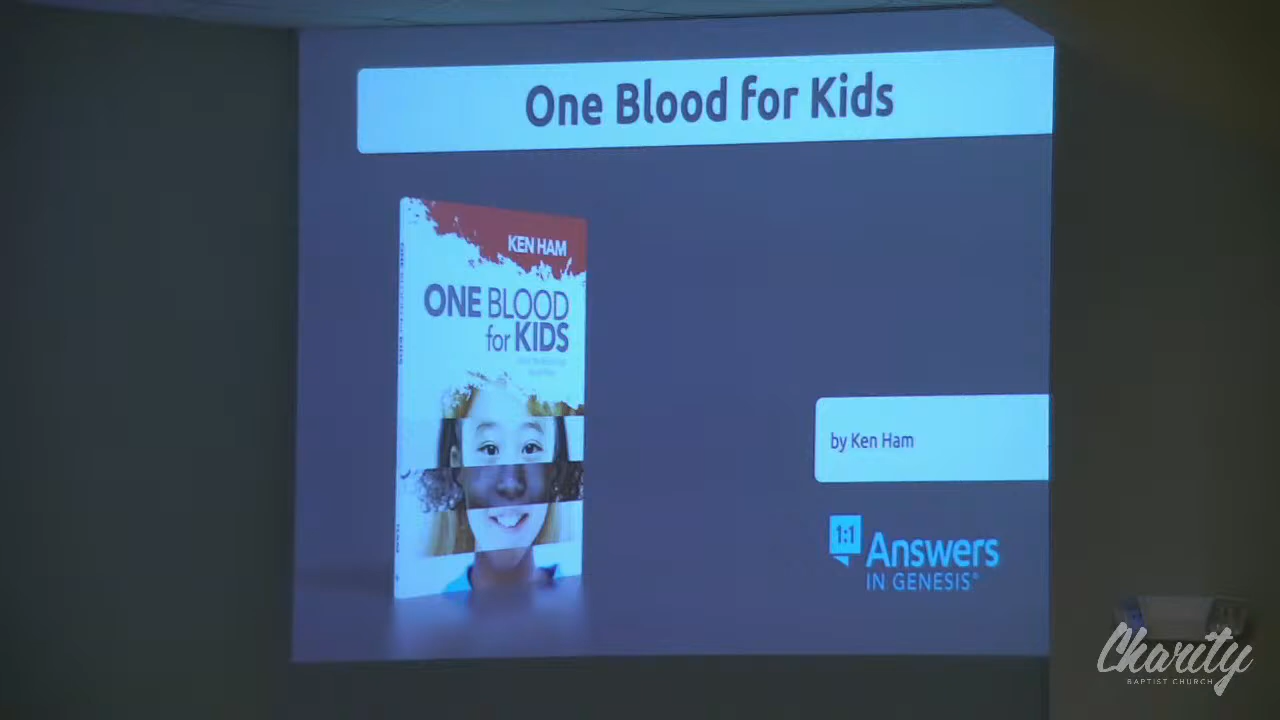 One Blood for Kids
KEN HAM
ONE BLOOD
for KIDS
by Ken Ham
1:1
Answers
IN GENESIS®
Charity
BAPTIST CHURCH